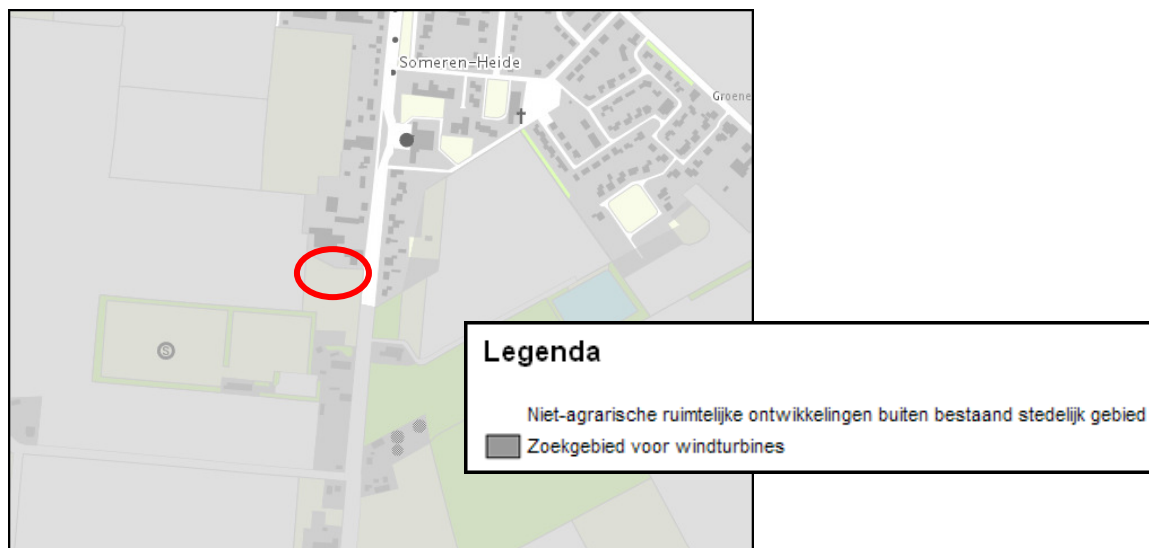 Someren-Heide
Groene
S
Legenda
Niet-agrarische ruimtelijke ontwikkelingen buiten bestaand stedelijk gebied
Zoekgebied voor windturbines